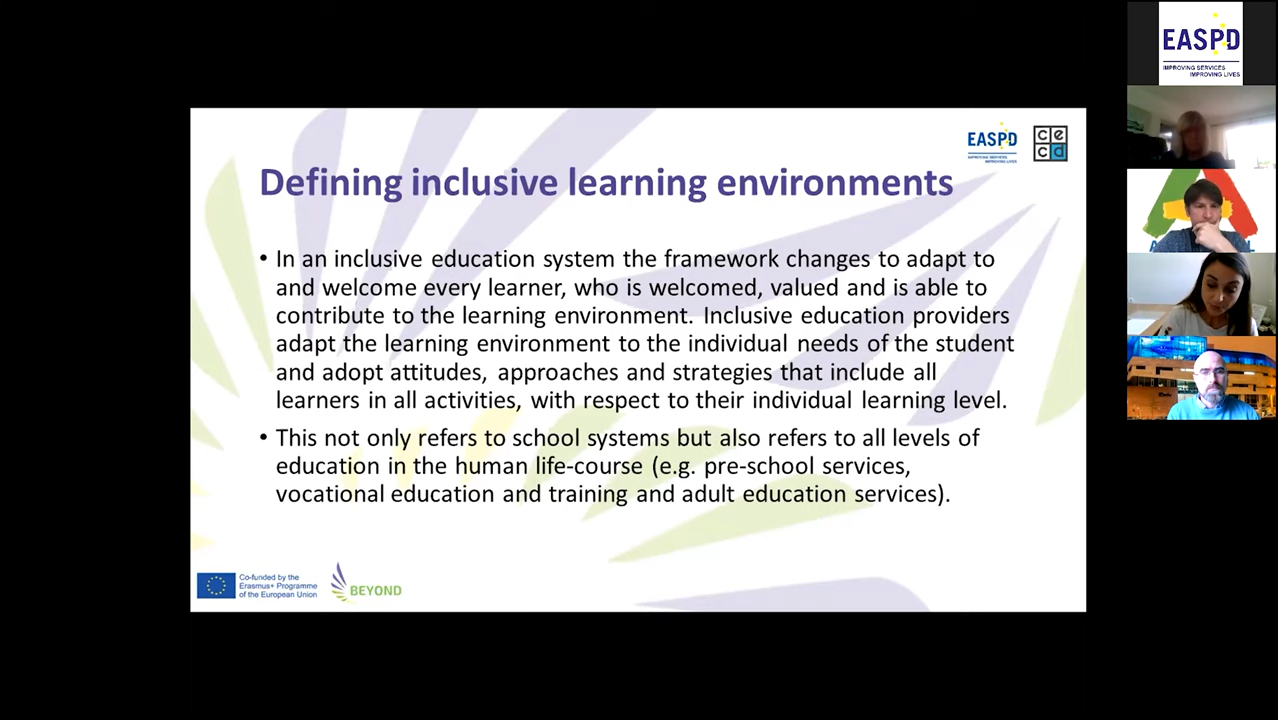 EASPD
IMPROVING SERVICES
IMPROVING LIVES
EASPD
IMPROVING SERVICES
IMPROVING LIVES
c e
c d
Defining inclusive learning environments
• In an inclusive education system the framework changes to adapt to
and welcome every learner, who is welcomed, valued and is able to
contribute to the learning environment. Inclusive education providers
adapt the learning environment to the individual needs of the student
and adopt attitudes, approaches and strategies that include all
learners in all activities, with respect to their individual learning level.
• This not only refers to school systems but also refers to all levels of
education in the human life-course (e.g. pre-school services,
vocational education and training and adult education services).
Co-funded by the
Erasmus+ Programme
of the European Union
BEYOND